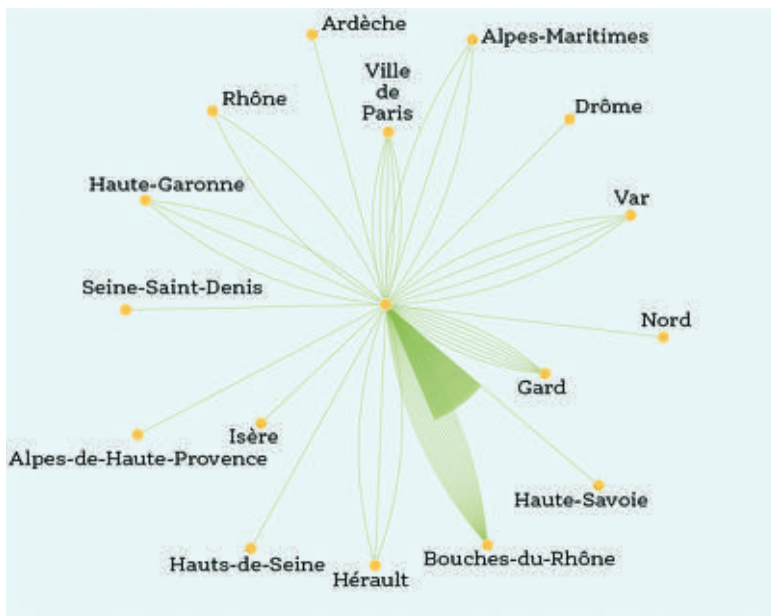 Ardèche
Alpes-Maritimes
Ville
de
Paris
Rhône
Drôme
Haute-Garonne
Var
Seine-Saint-Denis
Nord
Gard
Isère
Alpes-de-Haute-Provence
Haute-Savoie
Bouches-du-Rhône
Hauts-de-Seine
Hérault